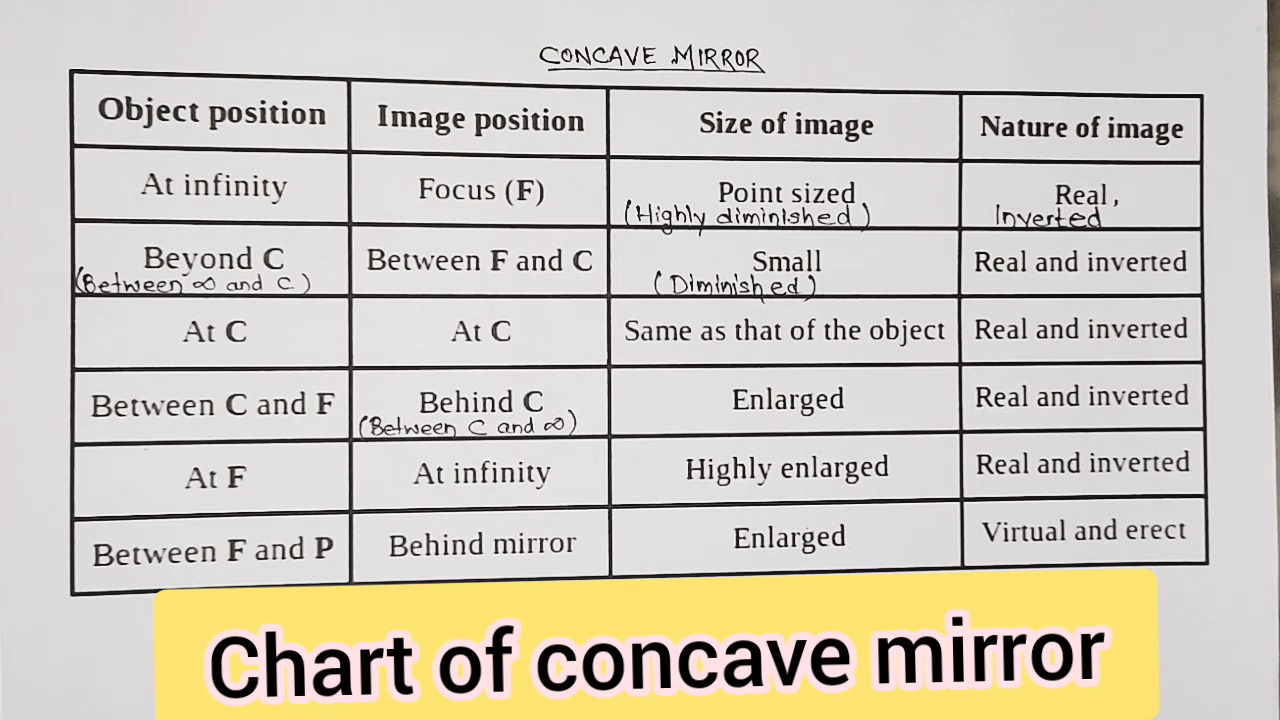 CONCAVE MIRROR
Object position Image position Size of image Nature of image
At infinity Focus (F) Point sized Real,
(Highly diminished) Inverted
Beyond C Between F and C Small Real and inverted
(Between ∞ and C) (Diminished)
At C At C Same as that of the object Real and inverted
Between C and F Behind C Enlarged Real and inverted
(Between C and ∞)
At F At infinity Highly enlarged Real and inverted
Between F and P Behind mirror Enlarged Virtual and erect
Chart of concave mirror